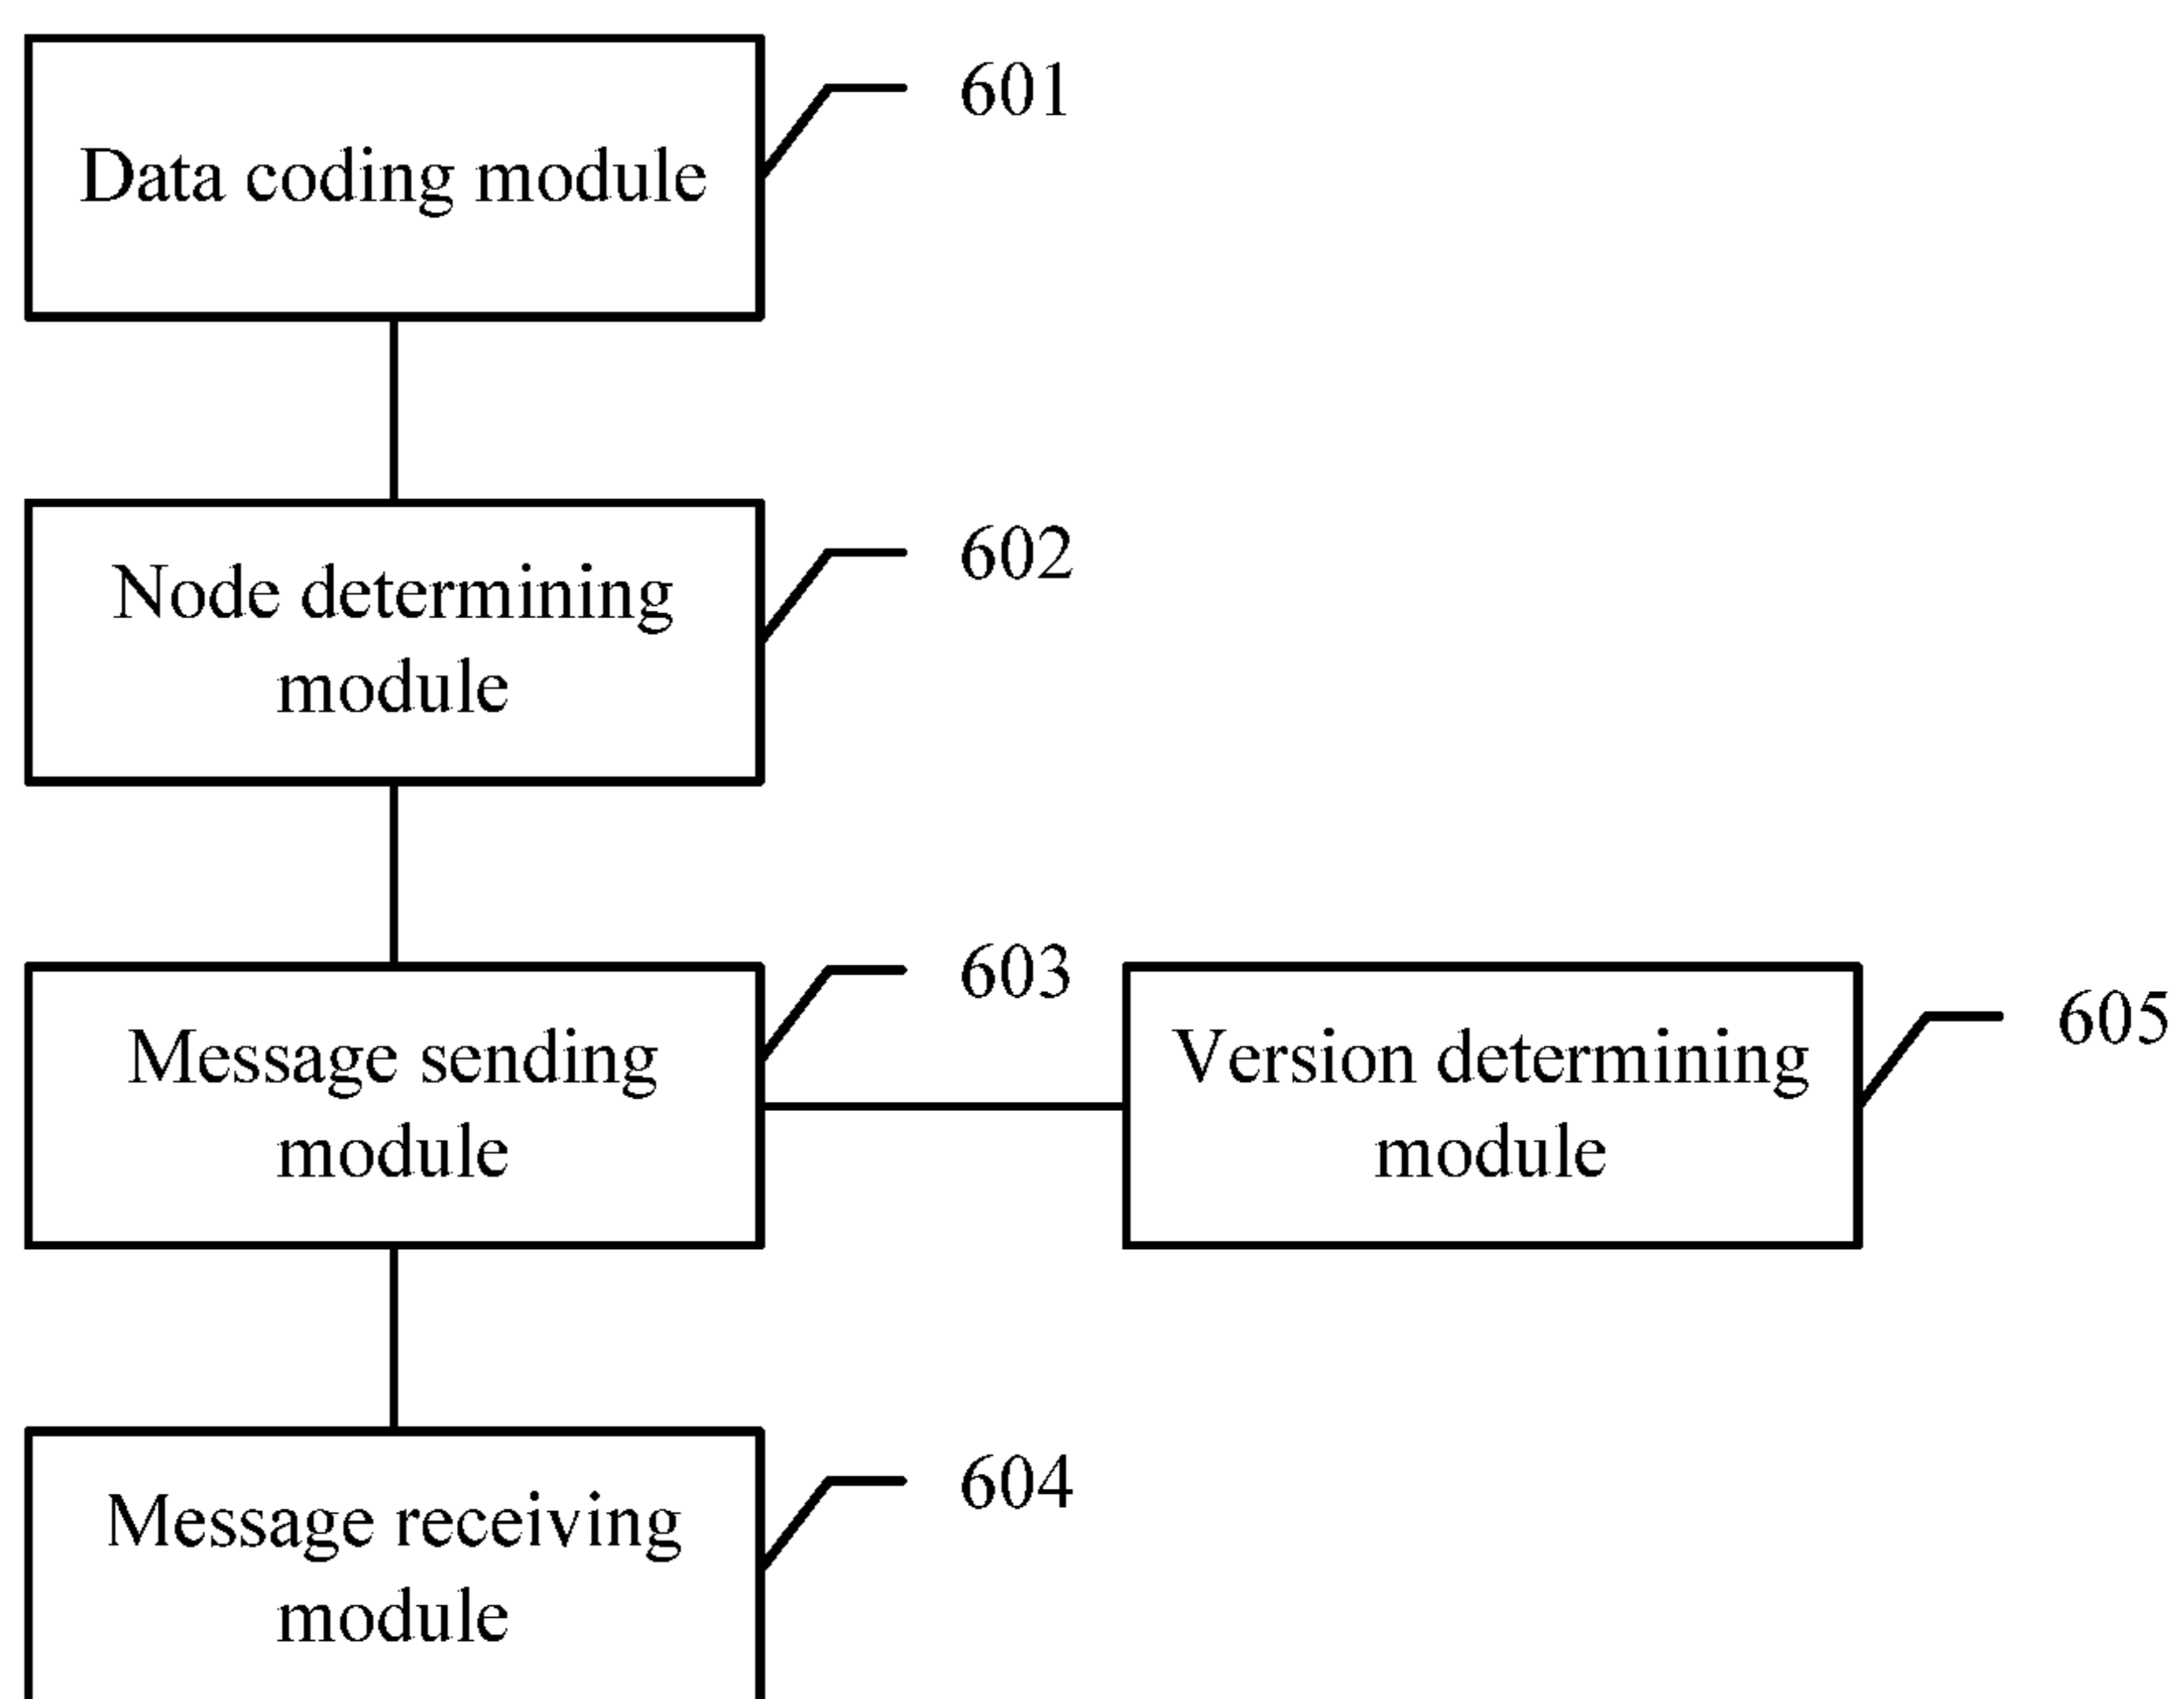 601
Data coding module
602
Node determining
module
603
Message sending
module
605
Version determining
module
604
Message receiving
module